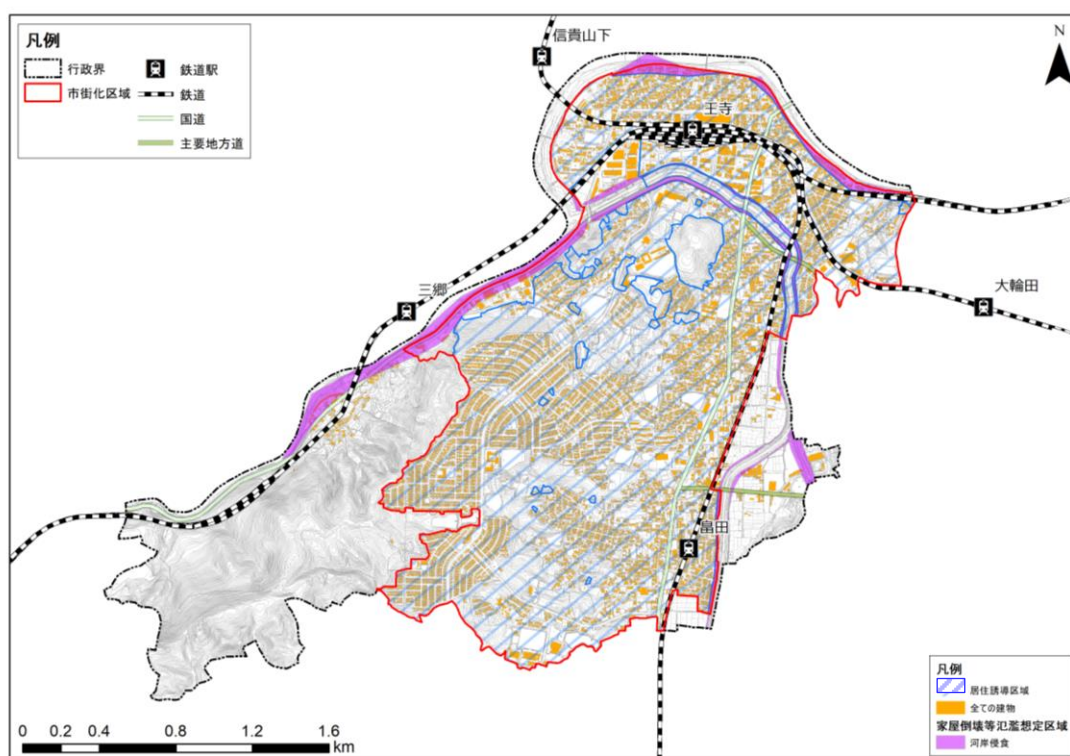 凡例
行政界
鉄道駅
市街化区域
鉄道
国道
主要地方道
信貴山下
N
王寺
三郷
大輪田
畠田
0 0.2 0.4 0.8 1.2 1.6
km
凡例
居住誘導区域
全ての建物
家屋倒壊等氾濫想定区域
河岸侵食